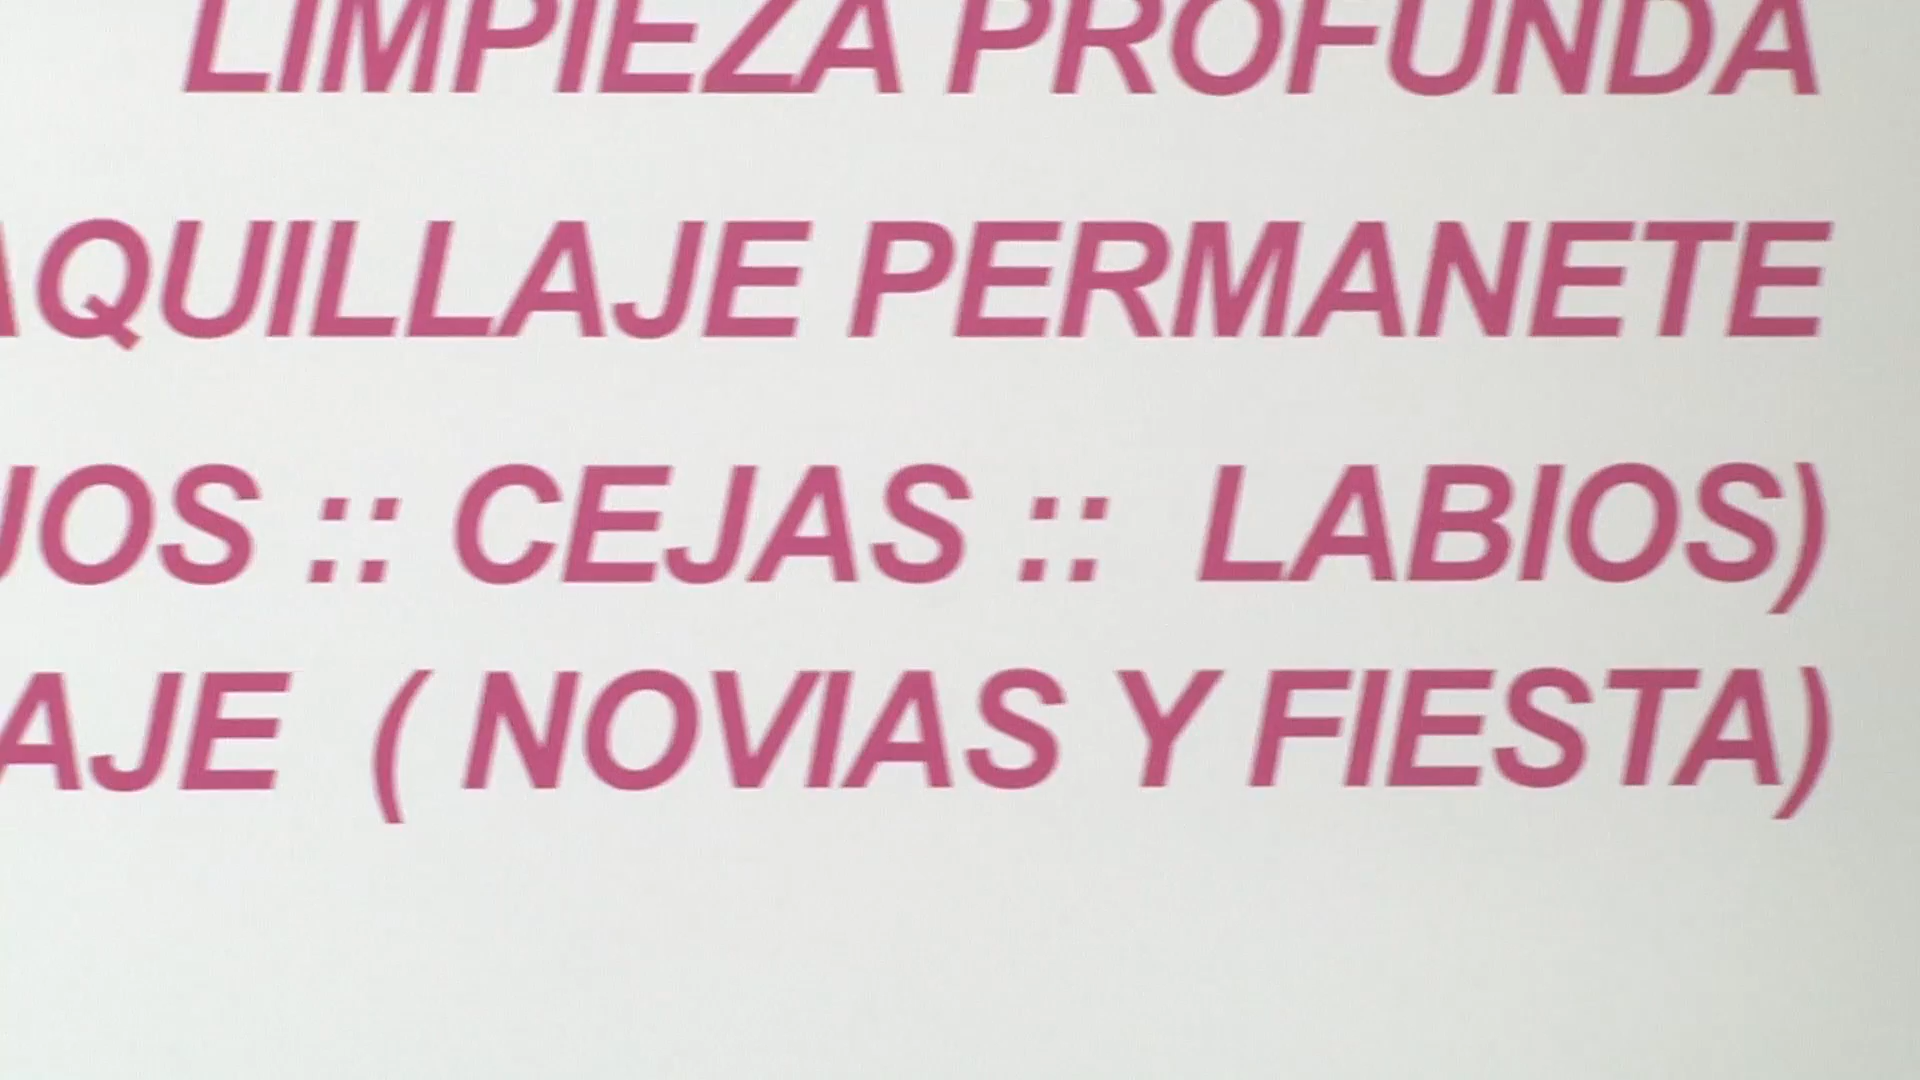 LIMPIEZA PROFUNDA
AQUILLAJE PERMANETE
JOS :: CEJAS :: LABIOS)
AJE ( NOVIAS Y FIESTA)